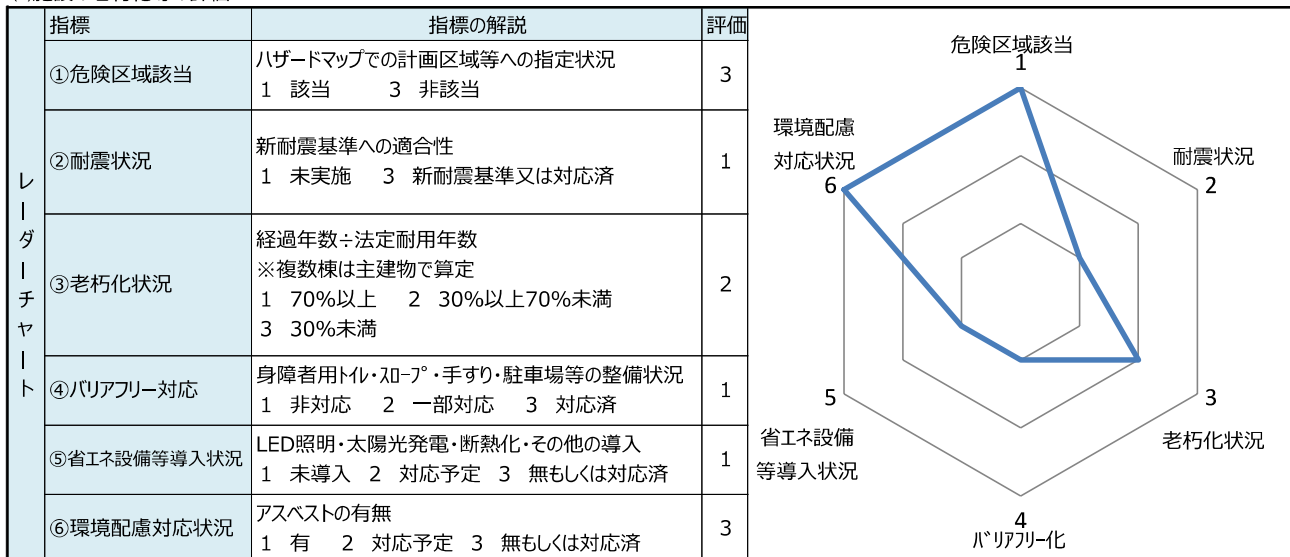 指標 指標の解説 評価
レーダーチャート
①危険区域該当
ハザードマップでの計画区域等への指定状況
1 該当 3 非該当
3
②耐震状況
新耐震基準への適合性
1 未実施 3 新耐震基準又は対応済
1
③老朽化状況
経過年数÷法定耐用年数
※複数棟は主建物で算定
1 70%以上 2 30%以上70%未満
3 30%未満
2
④バリアフリー対応
身障者用トイレ・スロープ・手すり・駐車場等の整備状況
1 非対応 2 一部対応 3 対応済
1
⑤省エネ設備等導入状況
LED照明・太陽光発電・断熱化・その他の導入
1 未導入 2 対応予定 3 無もしくは対応済
1
⑥環境配慮対応状況
アスベストの有無
1 有 2 対応予定 3 無もしくは対応済
3
危険区域該当
1
耐震状況
2
3
老朽化状況
4
バリアフリー化
5
省エネ設備
等導入状況
環境配慮
対応状況
6